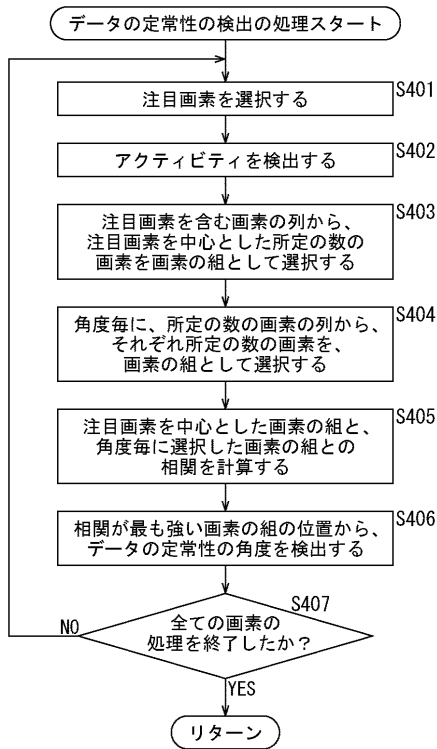 データの定常性の検出の処理スタート
S401
注目画素を選択する
S402
アクティビティを検出する
S403
注目画素を含む画素の列から、
注目画素を中心とした所定の数の
画素を画素の組として選択する
S404
角度毎に、所定の数の画素の列から、
それぞれ所定の数の画素を、
画素の組として選択する
S405
注目画素を中心とした画素の組と、
角度毎に選択した画素の組との
相関を計算する
S406
相関が最も強い画素の組の位置から、
データの定常性の角度を検出する
S407
全ての画素の
処理を終了したか？
NO
YES
リターン